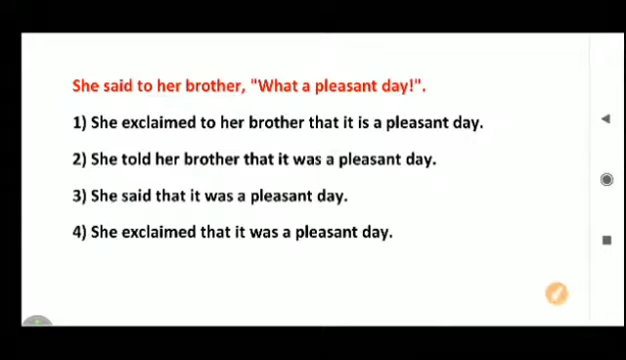 She said to her brother, "What a pleasant day!".
1) She exclaimed to her brother that it is a pleasant day.
2) She told her brother that it was a pleasant day.
3) She said that it was a pleasant day.
4) She exclaimed that it was a pleasant day.